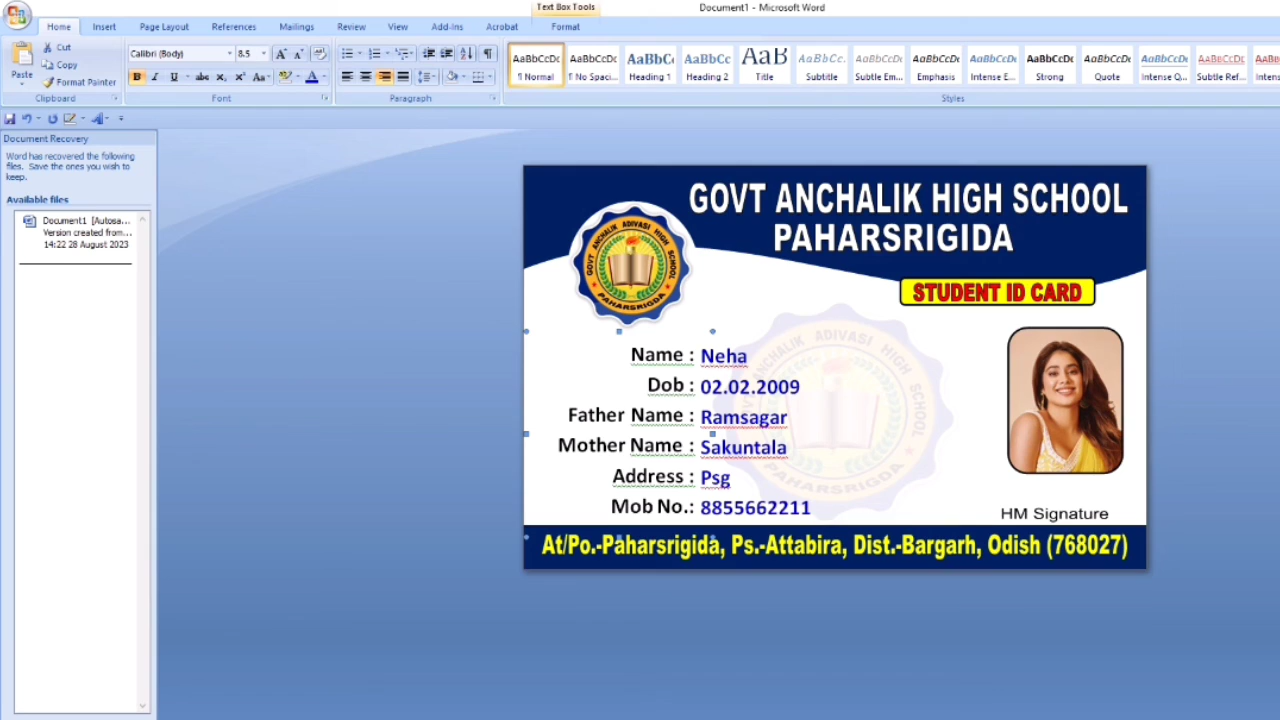 Text Box Tools
Document1 - Microsoft Word
Home Insert Page Layout References Mailings Review View Add-Ins Acrobat Format
Paste
Cut
Copy
Format Painter
Clipboard
Calibri (Body) 8.5
Font
Paragraph
AaBbCcDc AaBbCcDc AaBbC AaBbCc AaB AaBbCc. AaBbCcDc AaBbCcDc AaBbCcDc AaBbCcDc AaBbCcDc AaBbCcDc AaBbCcDc
¶ Normal ¶ No Spaci... Heading 1 Heading 2 Title Subtitle Subtle Em... Emphasis Intense E... Strong Quote Intense Q... Subtle Ref...
Styles
Document Recovery
Word has recovered the following
files. Save the ones you wish to
keep.
Available files
Document1 [Autosa...
Version created from...
14:22 28 August 2023
GOVT ANCHALIK HIGH SCHOOL
PAHARSRIGIDA
GOVT ANCHALIK ADIVASI HIGH SCHOOL
PAHARSRIGDA
STUDENT ID CARD
Name : Neha
Dob : 02.02.2009
Father Name : Ramsagar
Mother Name : Sakuntala
Address : Psg
Mob No.: 8855662211
HM Signature
At/Po.-Paharsrigida, Ps.-Attabira, Dist.-Bargarh, Odish (768027)